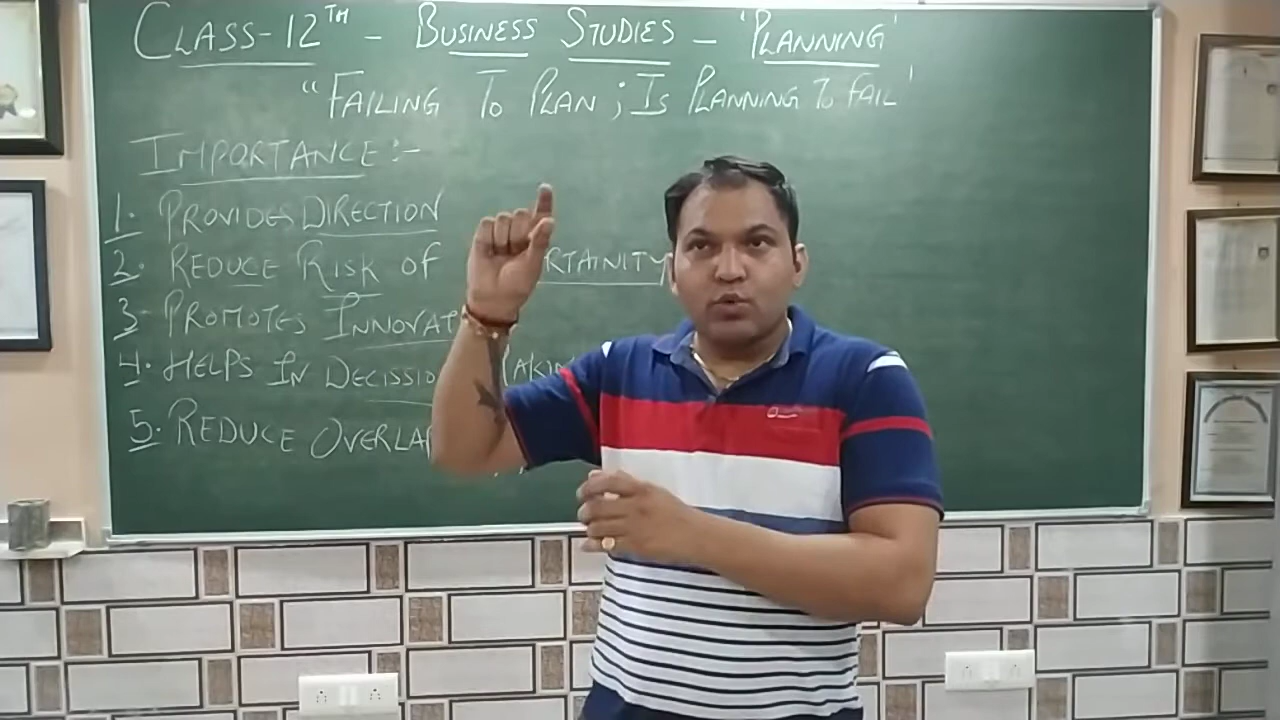 CLASS-12TH - BUSINESS STUDIES - 'PLANNING'
"FAILING TO PLAN ; IS PLANNING TO FAIL'
IMPORTANCE :-
1. PROVIDES DIRECTION
2. REDUCE RISK OF RTAINITY
3. PROMOTES INNOVAT
4. HELPS IN DECISSIO AKIN
5. REDUCE OVERLA